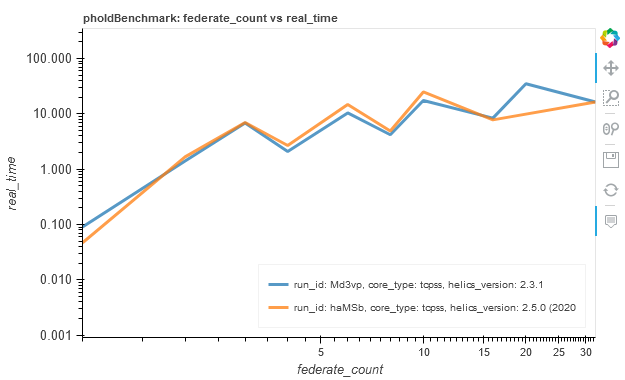 pholdBenchmark: federate_count vs real_time
100.000
10.000
1.000
0.100
0.010
0.001
real_time
run_id: Md3vp, core_type: tcpss, helics_version: 2.3.1
run_id: haMSb, core_type: tcpss, helics_version: 2.5.0 (2020
5
10
15
20
25
30
federate_count